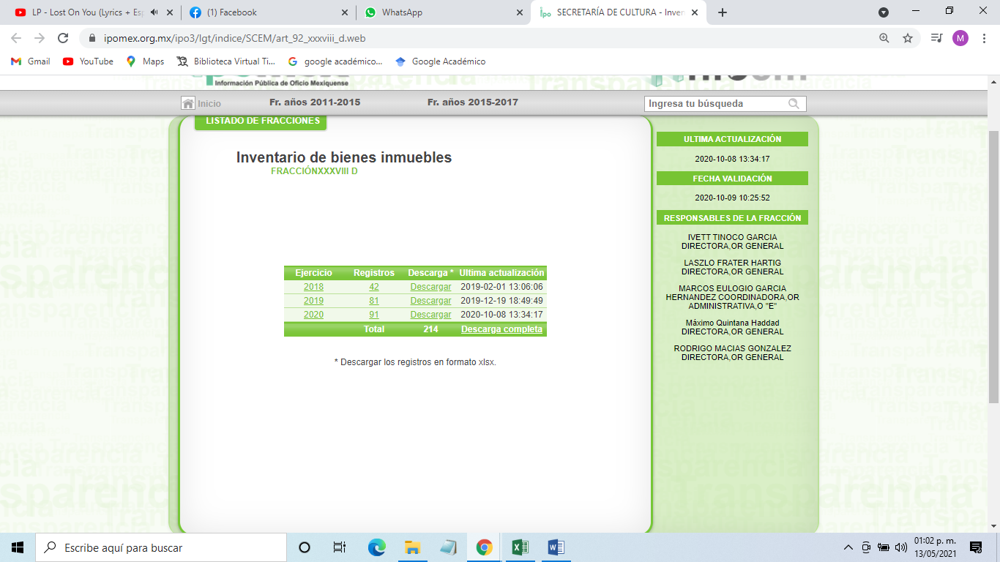 LP - Lost On You (Lyrics + Esp
(1) Facebook
WhatsApp
ipo
SECRETARÍA DE CULTURA - Inven
ipomex.org.mx/ipo3/lgt/indice/SCEM/art_92_xxxviii_d.web
M
Gmail
YouTube
Maps
Biblioteca Virtual Ti...
google académico...
Google Académico
Información Pública de Oficio Mexiquense
Inicio
Fr. años 2011-2015
Fr. años 2015-2017
Ingresa tu búsqueda
LISTADO DE FRACCIONES
Inventario de bienes inmuebles
FRACCIÓNXXXVIII D
Ejercicio Registros Descarga * Ultima actualización
2018 42 Descargar 2019-02-01 13:06:06
2019 81 Descargar 2019-12-19 18:49:49
2020 91 Descargar 2020-10-08 13:34:17
Total 214 Descarga completa
* Descargar los registros en formato xlsx.
ULTIMA ACTUALIZACIÓN
2020-10-08 13:34:17
FECHA VALIDACIÓN
2020-10-09 10:25:52
RESPONSABLES DE LA FRACCIÓN
IVETT TINOCO GARCIA
DIRECTORA,OR GENERAL
LASZLO FRATER HARTIG
DIRECTORA,OR GENERAL
MARCOS EULOGIO GARCIA
HERNANDEZ COORDINADORA,OR
ADMINISTRATIVA,O "E"
Máximo Quintana Haddad
DIRECTORA,OR GENERAL
RODRIGO MACIAS GONZALEZ
DIRECTORA,OR GENERAL
Escribe aquí para buscar
01:02 p. m.
13/05/2021